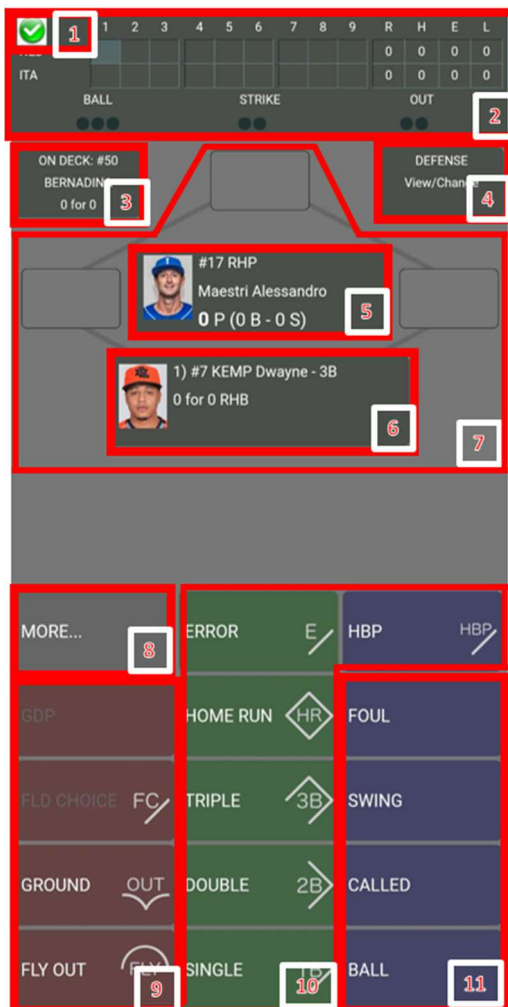 1 1 2 3 4 5 6 7 8 9 R H E L
0 0 0 0
ITA 0 0 0 0
BALL STRIKE OUT
2
ON DECK: #50
BERNADINA
0 for 0
3
DEFENSE
View/Change
4
#17 RHP
Maestri Alessandro
0 P (0 B - 0 S)
5
1) #7 KEMP Dwayne - 3B
0 for 0 RHB
6
7
MORE...
8
ERROR E
HBP HBP
GDP
HOME RUN HR
FOUL
FLD CHOICE FC
TRIPLE 3B
SWING
GROUND OUT
DOUBLE 2B
CALLED
FLY OUT FLY
9
SINGLE 1B
10
BALL
11